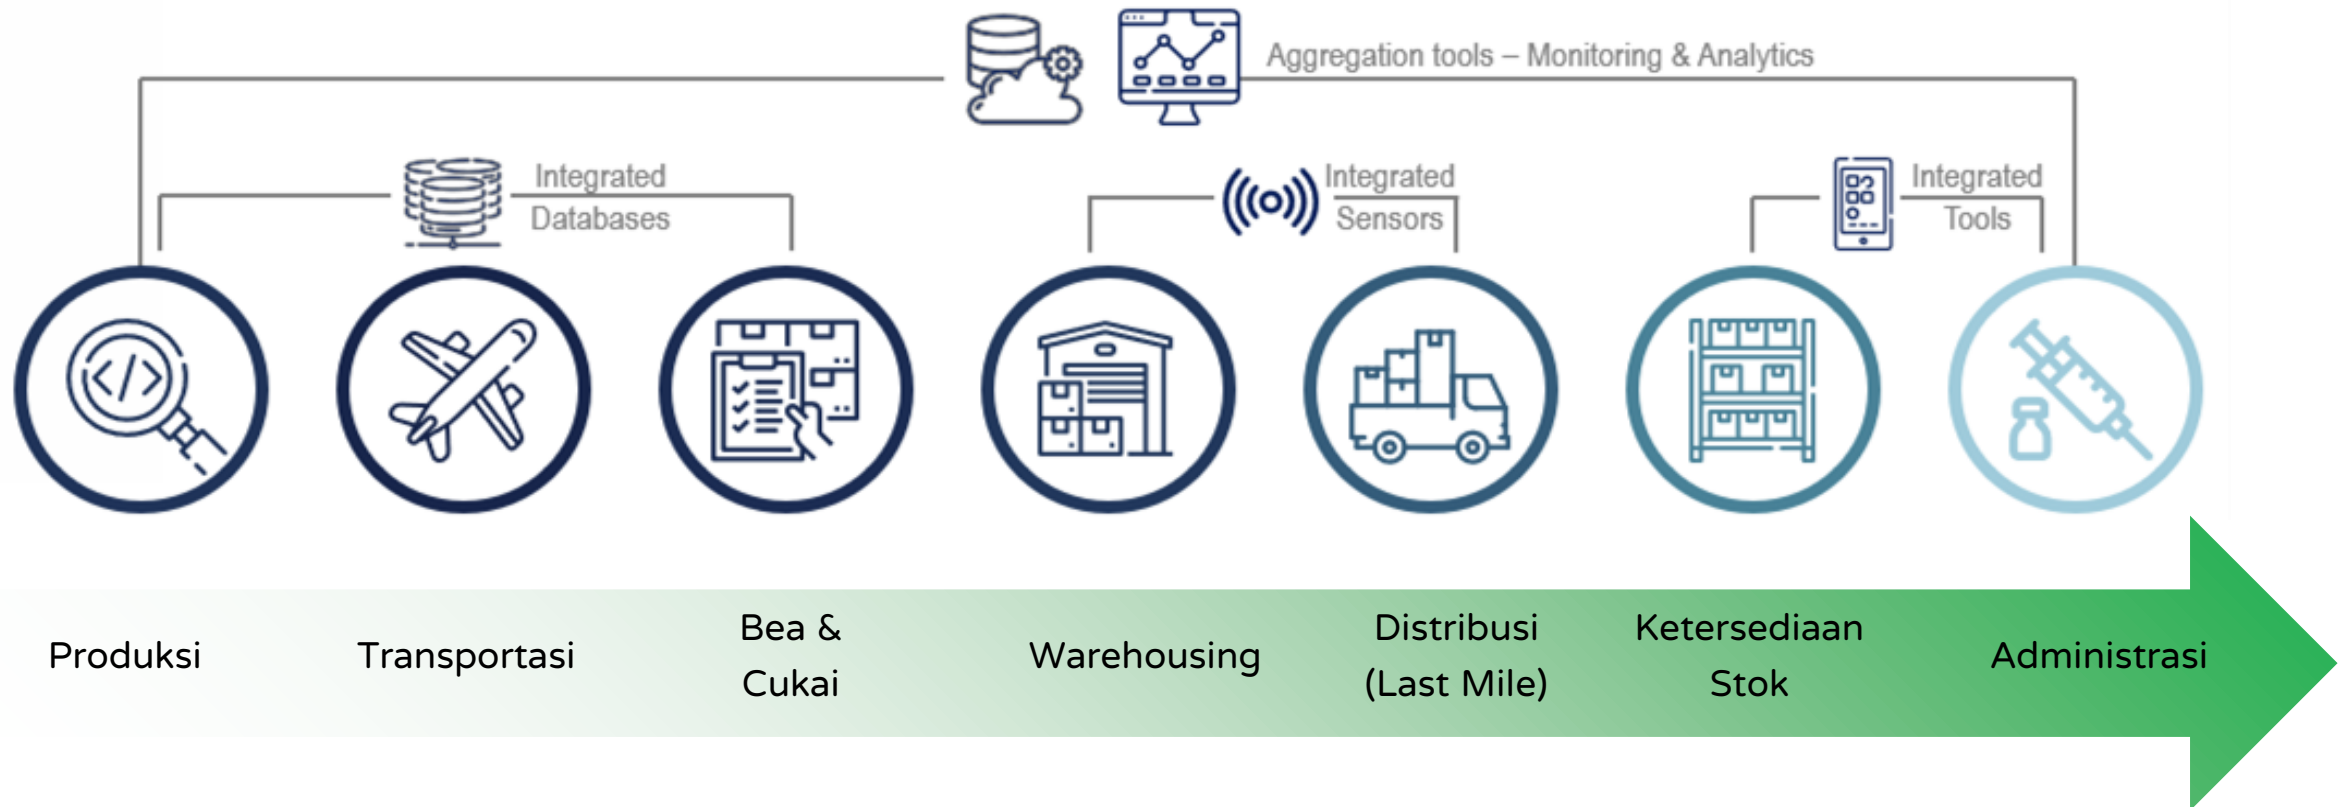 Aggregation tools – Monitoring & Analytics
Integrated
Databases
Integrated
Sensors
Integrated
Tools
Produksi
Transportasi
Bea &
Cukai
Warehousing
Distribusi
(Last Mile)
Ketersediaan
Stok
Administrasi